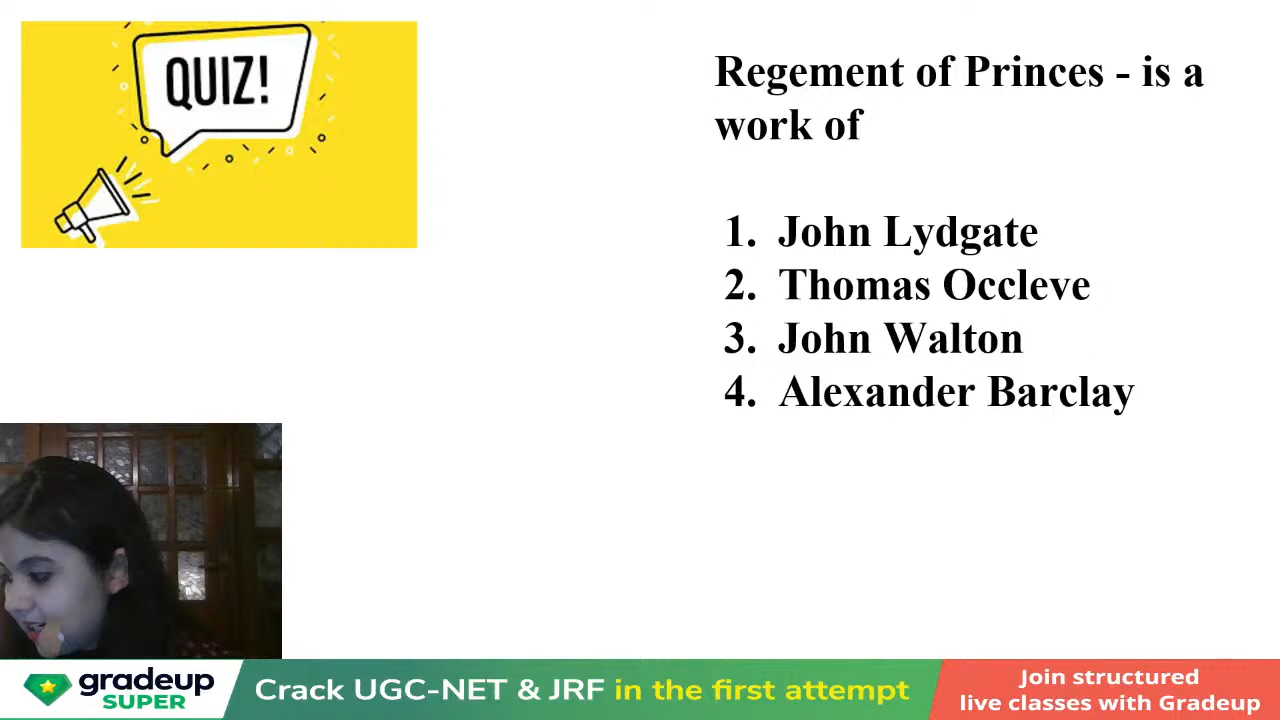 QUIZ!
Regement of Princes - is a
work of
1. John Lydgate
2. Thomas Occleve
3. John Walton
4. Alexander Barclay
gradeup
SUPER
Crack UGC-NET & JRF in the first attempt
Join structured
live classes with Gradeup